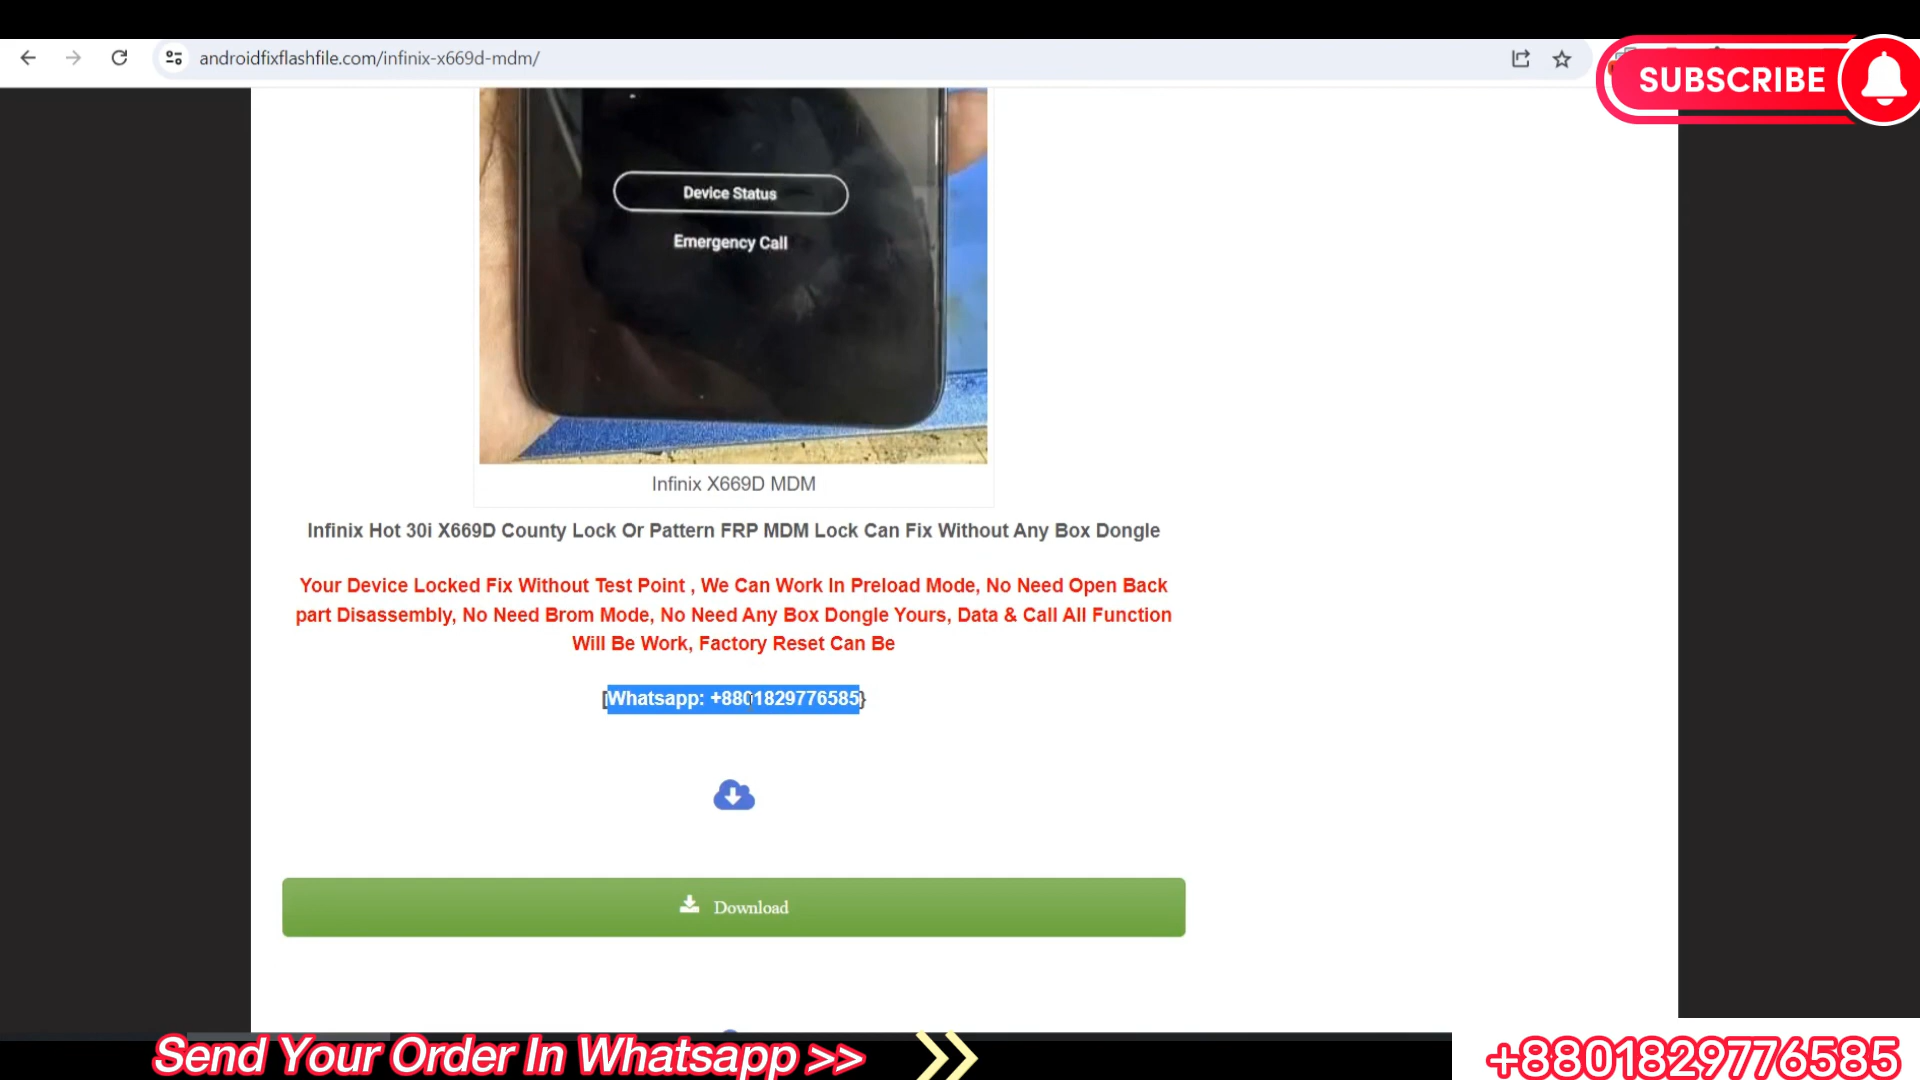 androidfixflashfile.com/infinix-x669d-mdm/
SUBSCRIBE
Device Status
Emergency Call
Infinix X669D MDM
Infinix Hot 30i X669D County Lock Or Pattern FRP MDM Lock Can Fix Without Any Box Dongle
Your Device Locked Fix Without Test Point , We Can Work In Preload Mode, No Need Open Back
part Disassembly, No Need Brom Mode, No Need Any Box Dongle Yours, Data & Call All Function
Will Be Work, Factory Reset Can Be
[Whatsapp: +8801829776585}
Download
Send Your Order In Whatsapp >>
+8801829776585